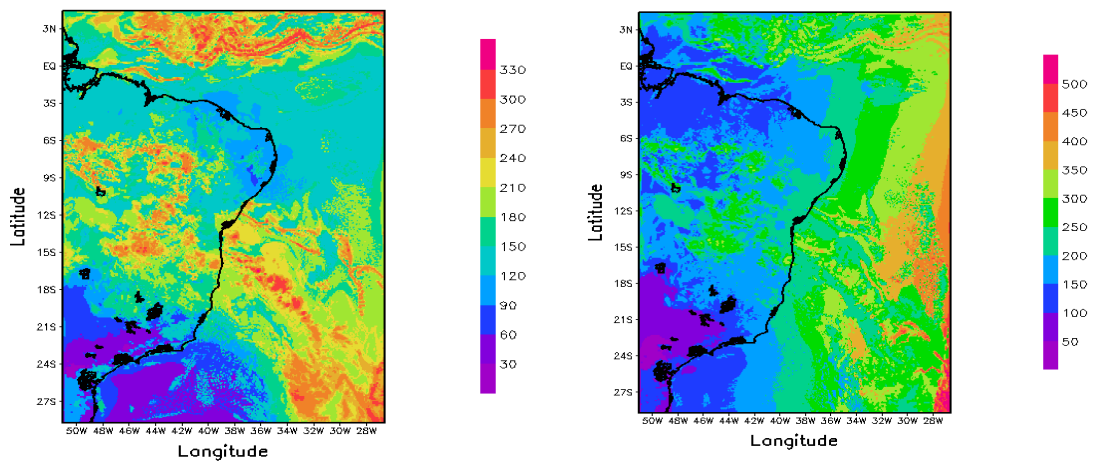 3N
EQ
3S
6S
9S
12S
15S
18S
21S
24S
27S
Latitude
50W 48W 46W 44W 42W 40W 38W 36W 34W 32W 30W 28W
Longitude
330
300
270
240
210
180
150
120
90
60
30
3N
EQ
3S
6S
9S
12S
15S
18S
21S
24S
27S
Latitude
50W 48W 46W 44W 42W 40W 38W 36W 34W 32W 30W 28W
Longitude
500
450
400
350
300
250
200
150
100
50